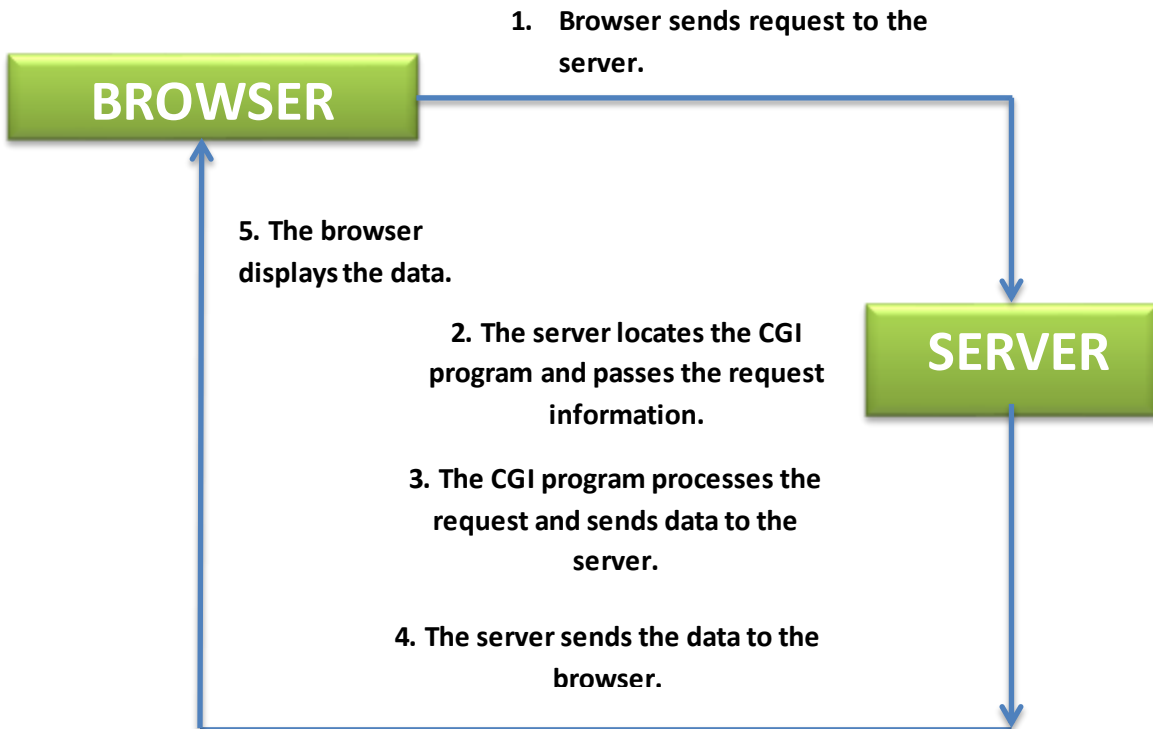 1. Browser sends request to the
server.
BROWSER
5. The browser
displays the data.
2. The server locates the CGI
program and passes the request
information.
SERVER
3. The CGI program processes the
request and sends data to the
server.
4. The server sends the data to the
browser.